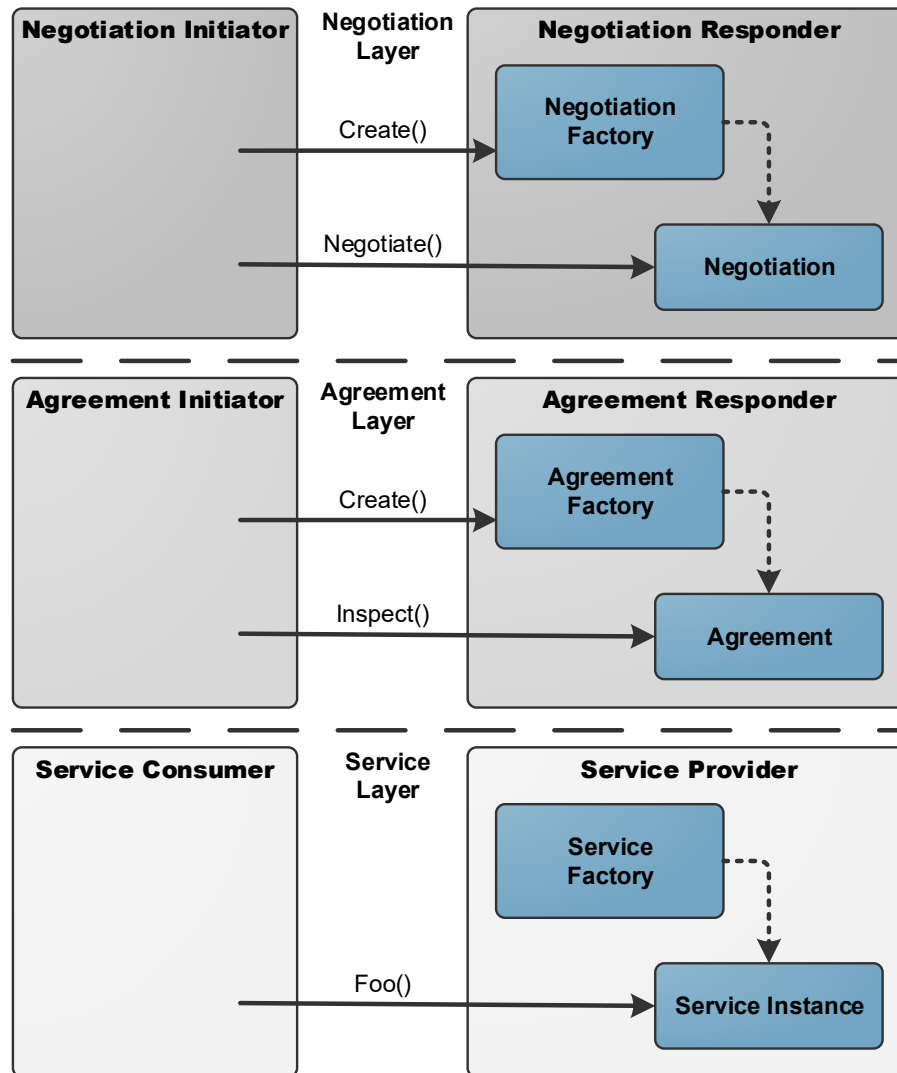 Negotiation Initiator
Negotiation
Layer
Negotiation Responder
Negotiation
Factory
Create()
Negotiate()
Negotiation
Agreement Initiator
Agreement
Layer
Agreement Responder
Agreement
Factory
Create()
Inspect()
Agreement
Service Consumer
Service
Layer
Service Provider
Service
Factory
Foo()
Service Instance